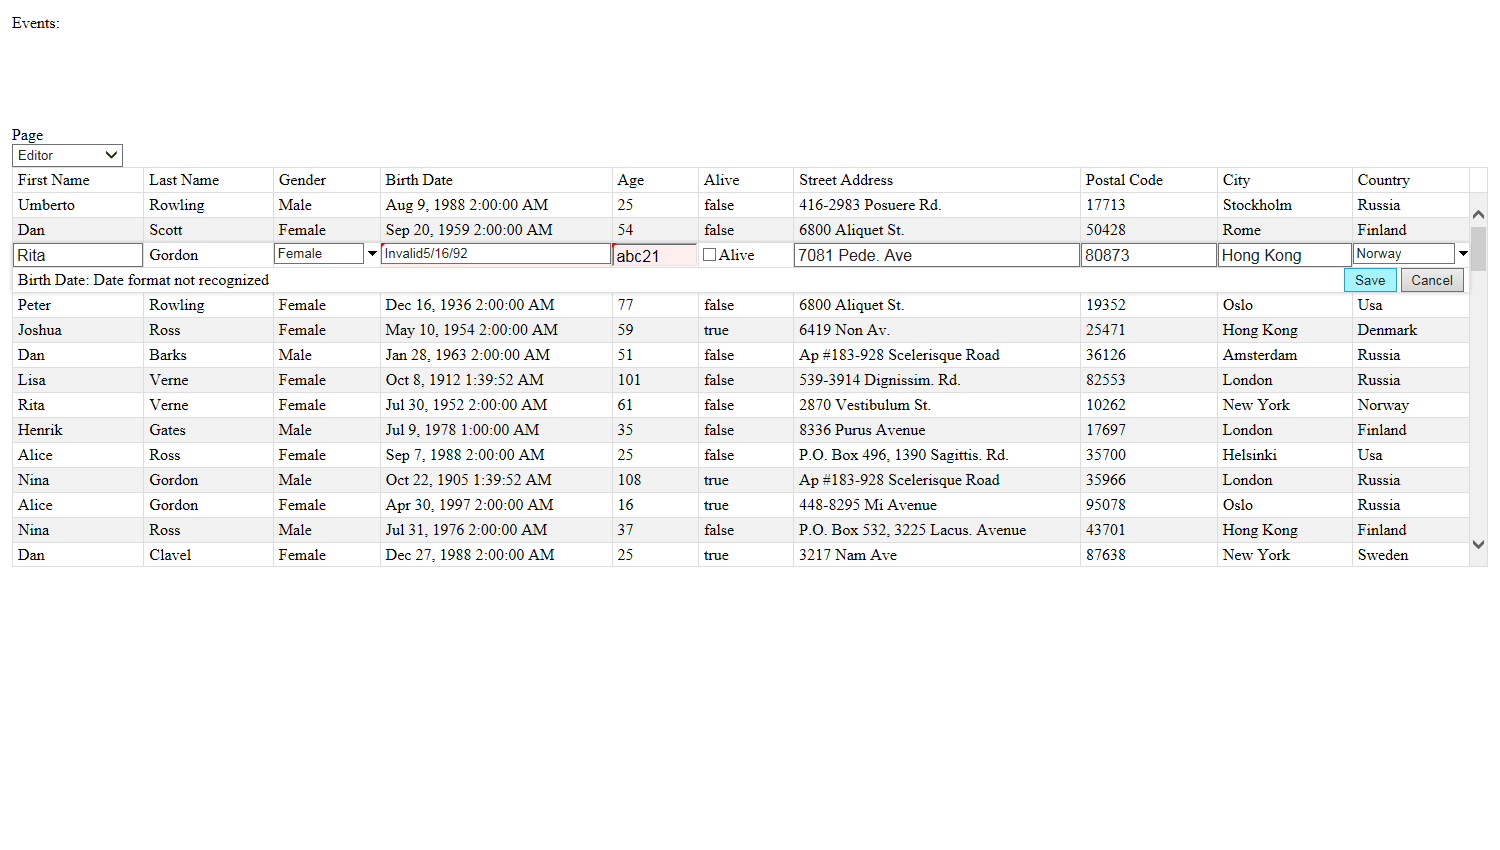 Events:
Page
Editor
First Name Last Name Gender Birth Date Age Alive Street Address Postal Code City Country
Umberto Rowling Male Aug 9, 1988 2:00:00 AM 25 false 416-2983 Posuere Rd. 17713 Stockholm Russia
Dan Scott Female Sep 20, 1959 2:00:00 AM 54 false 6800 Aliquet St. 50428 Rome Finland
Rita Gordon Female Invalid5/16/92 abc21 Alive 7081 Pede. Ave 80873 Hong Kong Norway
Birth Date: Date format not recognized Save Cancel
Peter Rowling Female Dec 16, 1936 2:00:00 AM 77 false 6800 Aliquet St. 19352 Oslo Usa
Joshua Ross Female May 10, 1954 2:00:00 AM 59 true 6419 Non Av. 25471 Hong Kong Denmark
Dan Barks Male Jan 28, 1963 2:00:00 AM 51 false Ap #183-928 Scelerisque Road 36126 Amsterdam Russia
Lisa Verne Female Oct 8, 1912 1:39:52 AM 101 false 539-3914 Dignissim. Rd. 82553 London Russia
Rita Verne Female Jul 30, 1952 2:00:00 AM 61 false 2870 Vestibulum St. 10262 New York Norway
Henrik Gates Male Jul 9, 1978 1:00:00 AM 35 false 8336 Purus Avenue 17697 London Finland
Alice Ross Female Sep 7, 1988 2:00:00 AM 25 false P.O. Box 496, 1390 Sagittis. Rd. 35700 Helsinki Usa
Nina Gordon Male Oct 22, 1905 1:39:52 AM 108 true Ap #183-928 Scelerisque Road 35966 London Russia
Alice Gordon Female Apr 30, 1997 2:00:00 AM 16 true 448-8295 Mi Avenue 95078 Oslo Russia
Nina Ross Male Jul 31, 1976 2:00:00 AM 37 false P.O. Box 532, 3225 Lacus. Avenue 43701 Hong Kong Finland
Dan Clavel Female Dec 27, 1988 2:00:00 AM 25 true 3217 Nam Ave 87638 New York Sweden